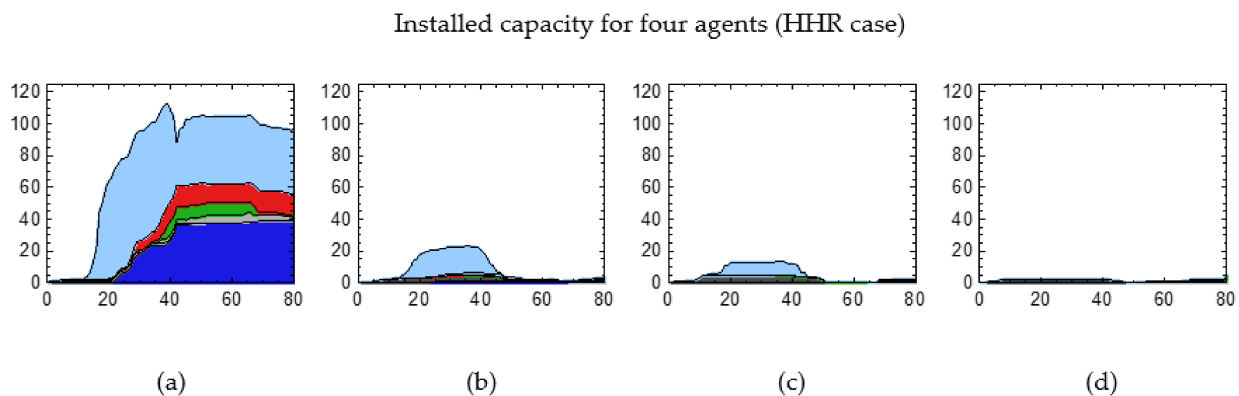 Installed capacity for four agents (HHR case)
120 120 120 120
100 100 100 100
80 80 80 80
60 60 60 60
40 40 40 40
20 20 20 20
0 0 0 0
0 20 40 60 80 0 20 40 60 80 0 20 40 60 80 0 20 40 60 80
(a) (b) (c) (d)